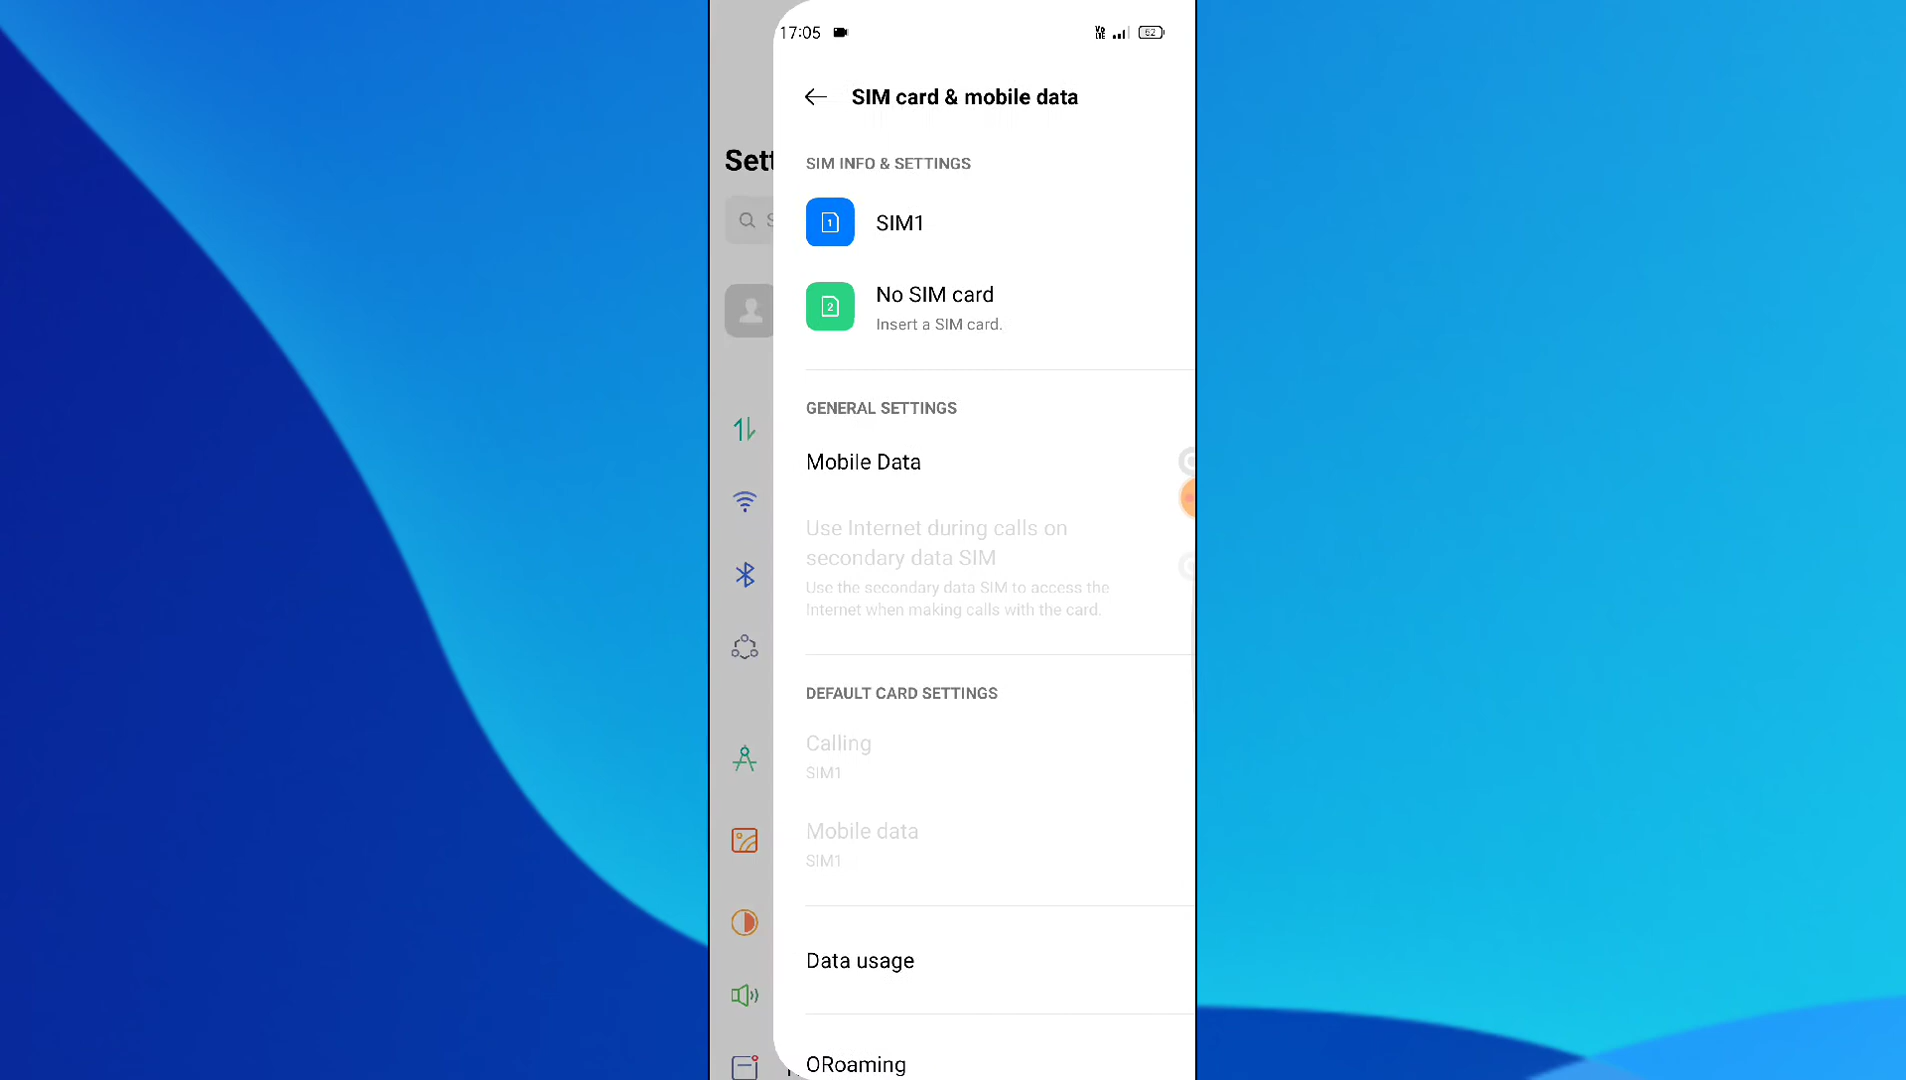 17:05
VO
LTE
52
SIM card & mobile data
Sett
SIM INFO & SETTINGS
1
SIM1
2
No SIM card
Insert a SIM card.
GENERAL SETTINGS
Mobile Data
Use Internet during calls on
secondary data SIM
Use the secondary data SIM to access the
Internet when making calls with the card.
DEFAULT CARD SETTINGS
Calling
SIM1
Mobile data
SIM1
Data usage
ORoaming